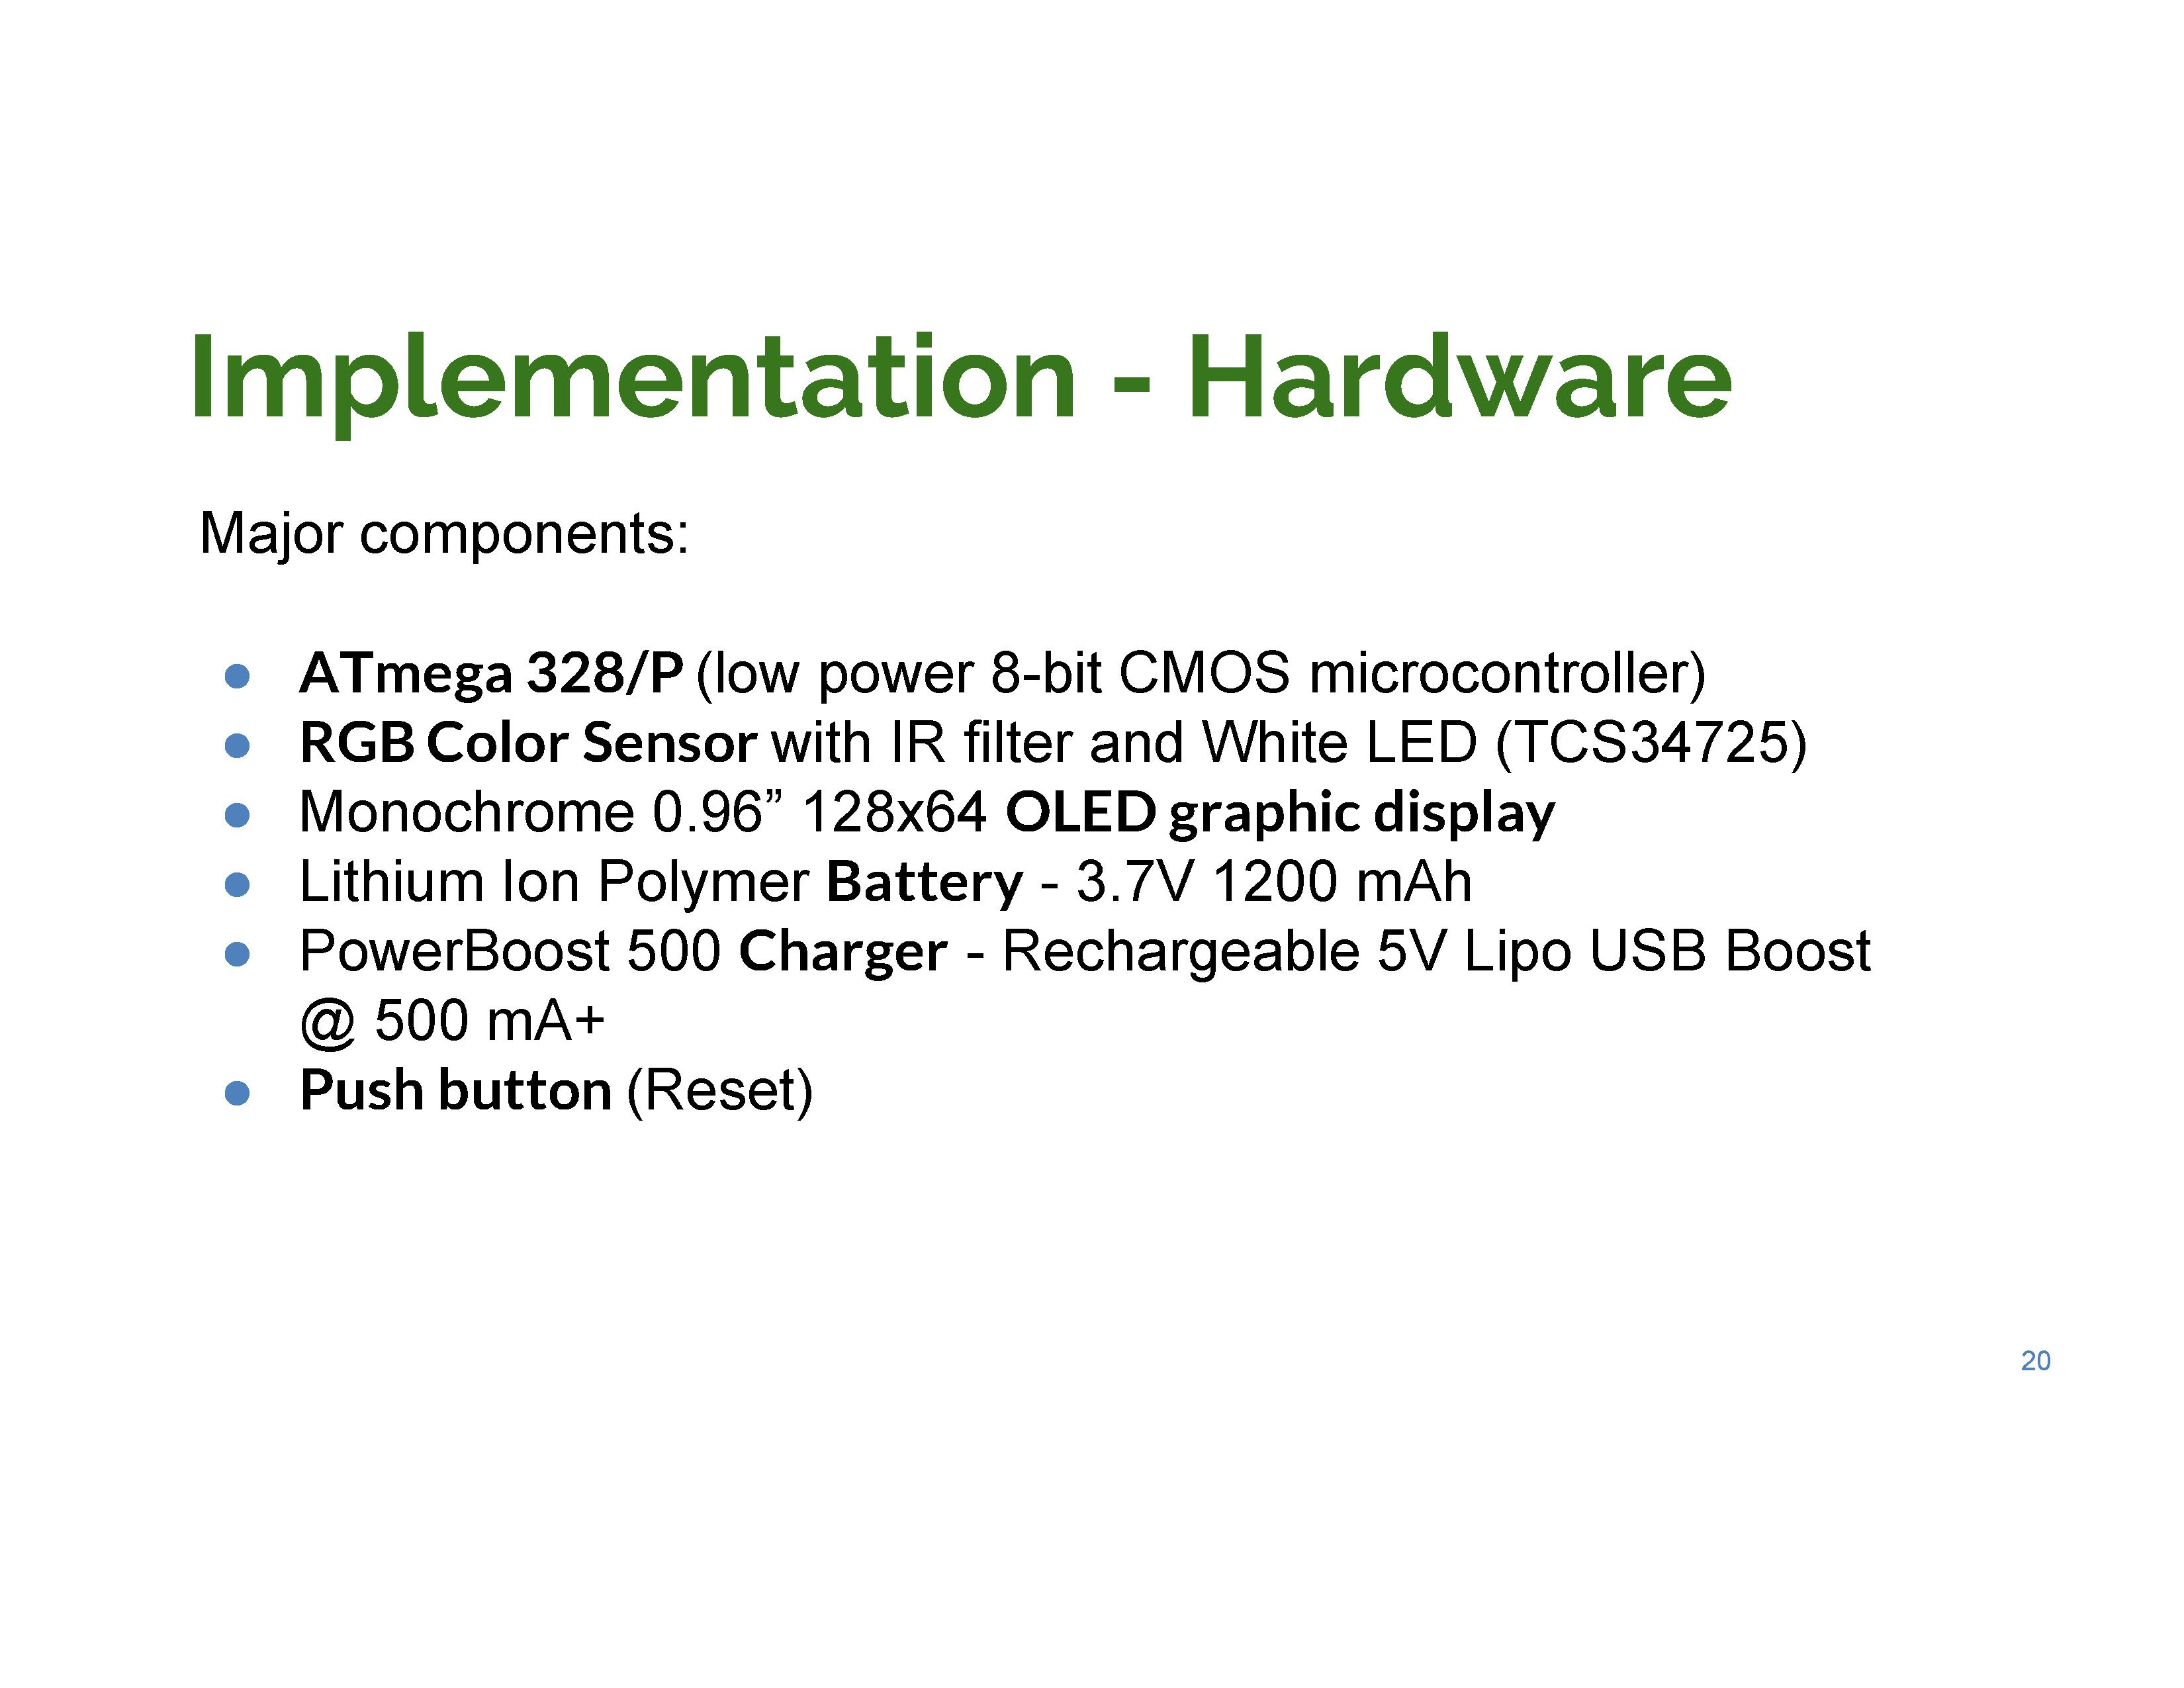 Implementation - Hardware
Major components:
● ATmega 328/P (low power 8-bit CMOS microcontroller)
● RGB Color Sensor with IR filter and White LED (TCS34725)
● Monochrome 0.96” 128x64 OLED graphic display
● Lithium Ion Polymer Battery - 3.7V 1200 mAh
● PowerBoost 500 Charger - Rechargeable 5V Lipo USB Boost
@ 500 mA+
● Push button (Reset)
20